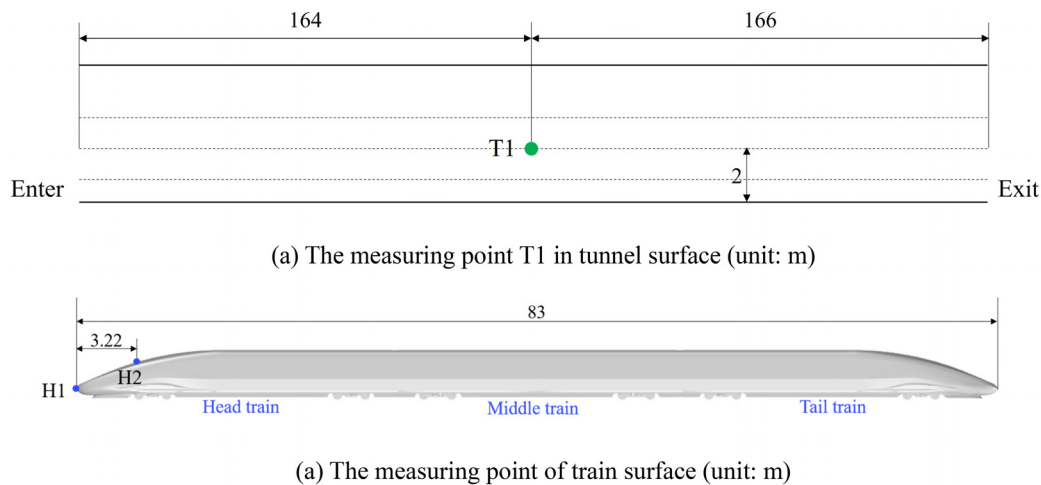 164 166
T1
2
Enter Exit
(a) The measuring point T1 in tunnel surface (unit: m)
83
3.22
H1 H2
Head train Middle train Tail train
(a) The measuring point of train surface (unit: m)